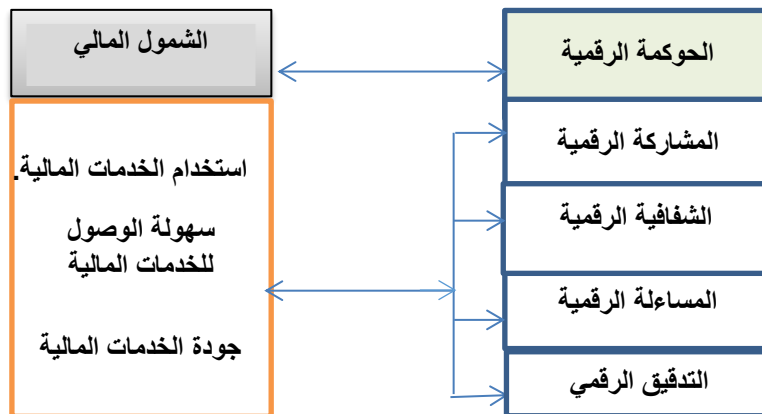 الحوكمة الرقمية
المشاركة الرقمية
الشفافية الرقمية
المساءلة الرقمية
التدقيق الرقمي
الشمول المالي
استخدام الخدمات المالية.
سهولة الوصول
للخدمات المالية
جودة الخدمات المالية